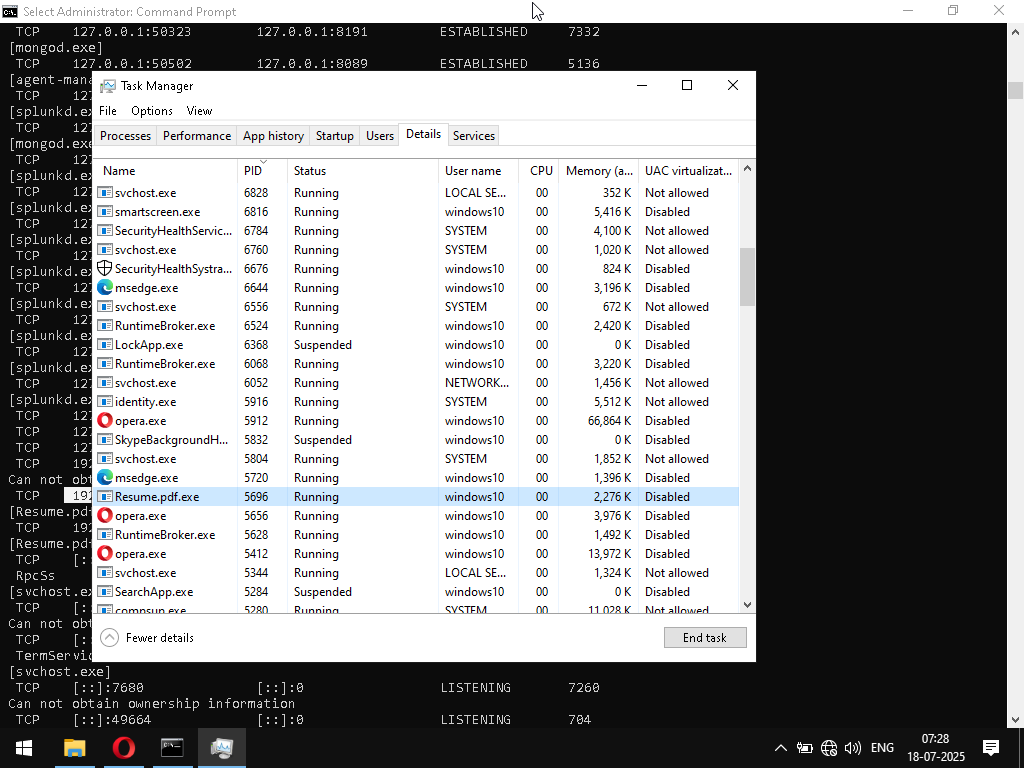 Select Administrator: Command Prompt
TCP 127.0.0.1:50323 127.0.0.1:8191 ESTABLISHED 7332
[mongod.exe]
TCP 127.0.0.1:50502 127.0.0.1:8089 ESTABLISHED 5136
[agent-mana
TCP 127
[splunkd.ex
TCP 127
[mongod.exe
TCP 127
[splunkd.ex
TCP 127
[splunkd.ex
TCP 127
[splunkd.ex
TCP 127
[splunkd.ex
TCP 127
[splunkd.ex
TCP 127
[splunkd.ex
TCP 127
[splunkd.ex
TCP 127
[splunkd.ex
TCP 127
TCP 127
TCP 127
TCP 192
Can not obt
TCP 192
[Resume.pdf
TCP 192
[Resume.pdf
TCP [:
RpcSs
[svchost.ex
TCP [:
Can not obt
TCP [:
TermServic
[svchost.exe]
TCP [::]:7680 [::]:0 LISTENING 7260
Can not obtain ownership information
TCP [::]:49664 [::]:0 LISTENING 704
Task Manager
File Options View
Processes Performance App history Startup Users Details Services
Name PID Status User name CPU Memory (a... UAC virtualizat...
svchost.exe 6828 Running LOCAL SE... 00 352 K Not allowed
smartscreen.exe 6816 Running windows10 00 5,416 K Disabled
SecurityHealthServic... 6784 Running SYSTEM 00 4,100 K Not allowed
svchost.exe 6760 Running SYSTEM 00 1,020 K Not allowed
SecurityHealthSystra... 6676 Running windows10 00 824 K Disabled
msedge.exe 6644 Running windows10 00 3,196 K Disabled
svchost.exe 6556 Running SYSTEM 00 672 K Not allowed
RuntimeBroker.exe 6524 Running windows10 00 2,420 K Disabled
LockApp.exe 6368 Suspended windows10 00 0 K Disabled
RuntimeBroker.exe 6068 Running windows10 00 3,220 K Disabled
svchost.exe 6052 Running NETWORK... 00 1,456 K Not allowed
identity.exe 5916 Running SYSTEM 00 5,512 K Not allowed
opera.exe 5912 Running windows10 00 66,864 K Disabled
SkypeBackgroundH... 5832 Suspended windows10 00 0 K Disabled
svchost.exe 5804 Running SYSTEM 00 1,852 K Not allowed
msedge.exe 5720 Running windows10 00 1,396 K Disabled
Resume.pdf.exe 5696 Running windows10 00 2,276 K Disabled
opera.exe 5656 Running windows10 00 3,976 K Disabled
RuntimeBroker.exe 5628 Running windows10 00 1,492 K Disabled
opera.exe 5412 Running windows10 00 13,972 K Disabled
svchost.exe 5344 Running LOCAL SE... 00 1,324 K Not allowed
SearchApp.exe 5284 Suspended windows10 00 0 K Disabled
5280 Running SYSTEM 00 11,028 K Not allowed
Fewer details End task
ENG 07:28
18-07-2025